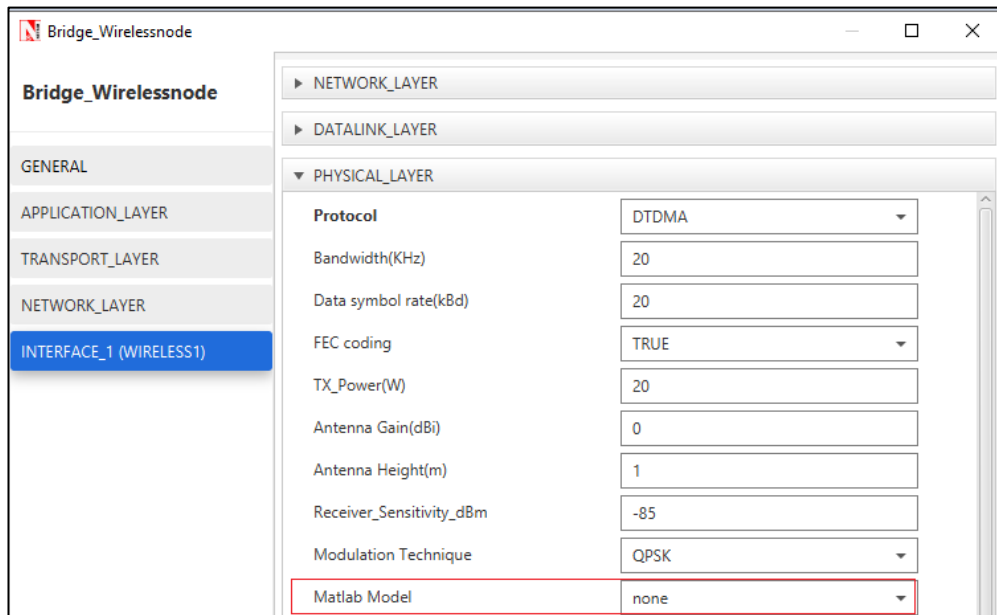 Bridge_Wirelessnode
Bridge_Wirelessnode
GENERAL
APPLICATION_LAYER
TRANSPORT_LAYER
NETWORK_LAYER
INTERFACE_1 (WIRELESS1)
NETWORK_LAYER
DATALINK_LAYER
PHYSICAL_LAYER
Protocol DTDMA
Bandwidth(KHz) 20
Data symbol rate(kBd) 20
FEC coding TRUE
TX_Power(W) 20
Antenna Gain(dBi) 0
Antenna Height(m) 1
Receiver_Sensitivity_dBm -85
Modulation Technique QPSK
Matlab Model none